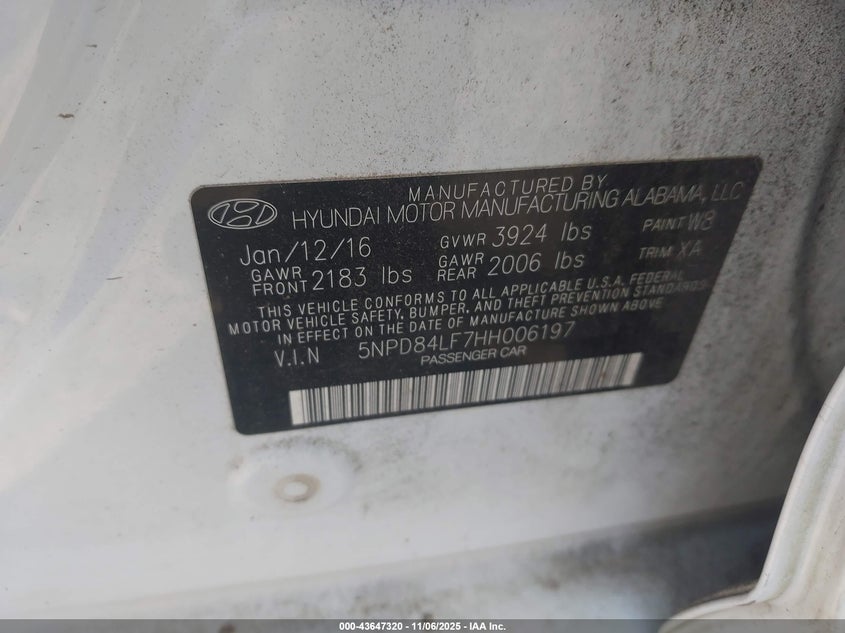 MANUFACTURED BY
HYUNDAI MOTOR MANUFACTURING ALABAMA, LLC
Jan/12/16 GVWR 3924 lbs PAINT W8
GAWR FRONT 2183 lbs GAWR REAR 2006 lbs TRIM XA
THIS VEHICLE CONFORMS TO ALL APPLICABLE U.S.A. FEDERAL
MOTOR VEHICLE SAFETY, BUMPER, AND THEFT PREVENTION STANDARDS
IN EFFECT ON THE DATE OF MANUFACTURE SHOWN ABOVE.
V.I.N 5NPD84LF7HH006197
PASSENGER CAR
000-43647320 — 11/06/2025 — IAA Inc.